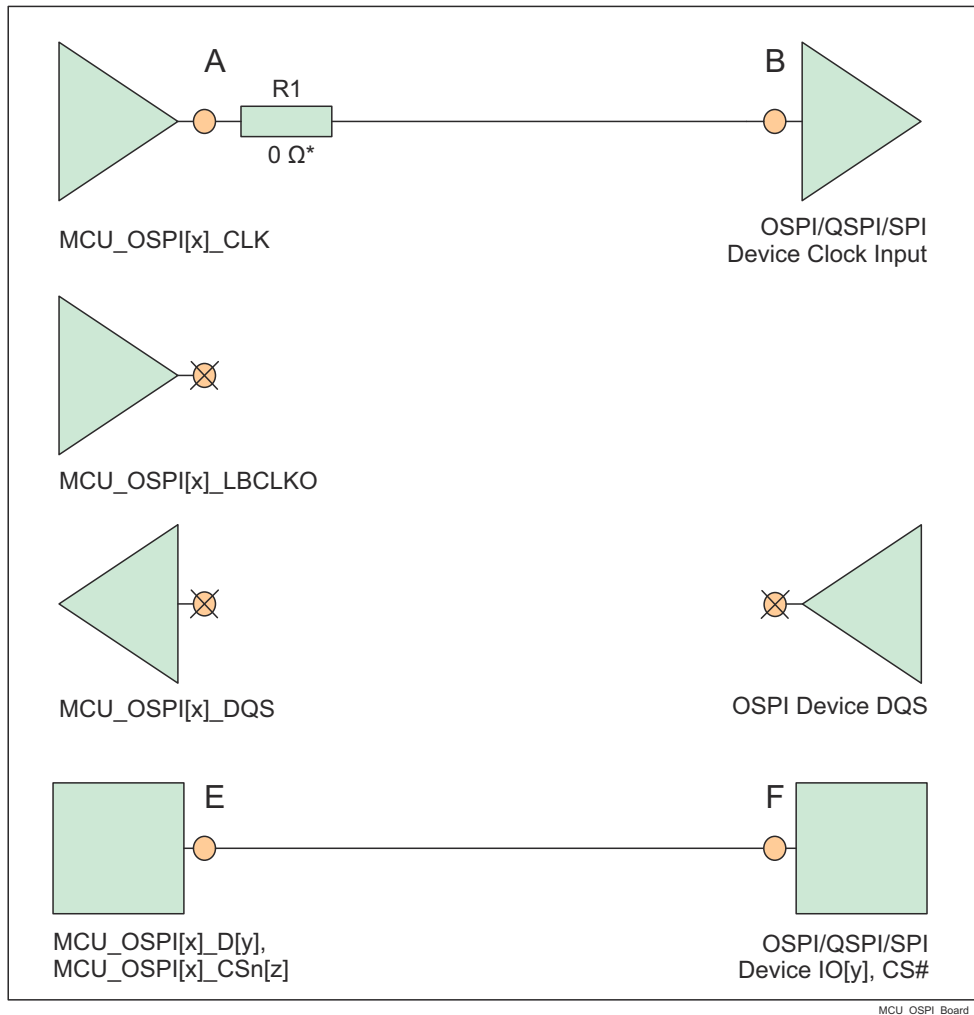 A
B
R1
0 Ω*
MCU_OSPI[x]_CLK
OSPI/QSPI/SPI
Device Clock Input
MCU_OSPI[x]_LBCLKO
MCU_OSPI[x]_DQS
OSPI Device DQS
E
F
MCU_OSPI[x]_D[y],
MCU_OSPI[x]_CSn[z]
OSPI/QSPI/SPI
Device IO[y], CS#
MCU_OSPI_Board